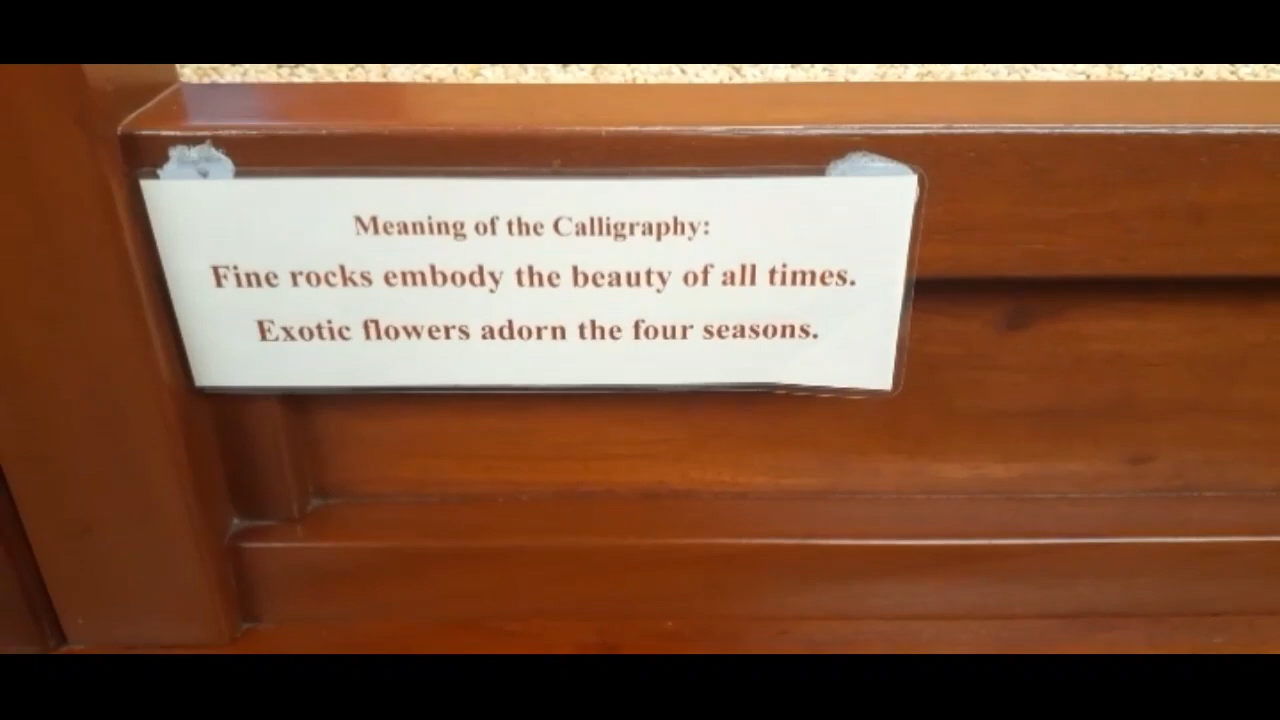 Meaning of the Calligraphy:
Fine rocks embody the beauty of all times.
Exotic flowers adorn the four seasons.